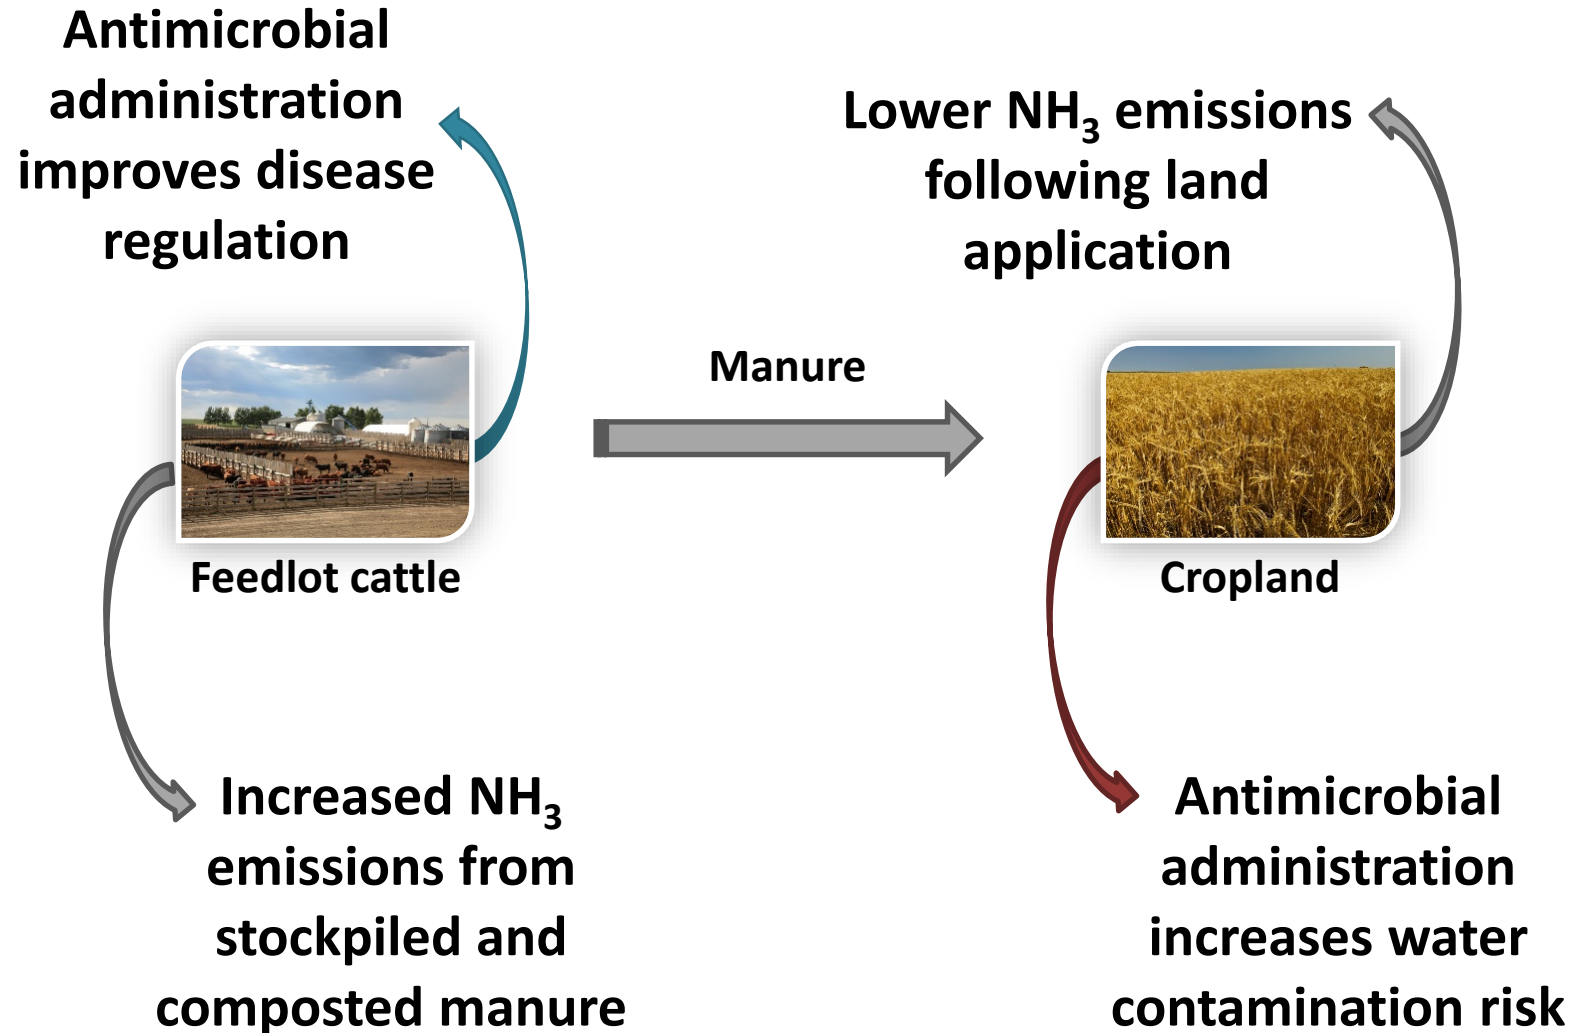 Antimicrobial
administration
improves disease
regulation
Lower NH₃ emissions
following land
application
Manure
Feedlot cattle
Cropland
Increased NH₃
emissions from
stockpiled and
composted manure
Antimicrobial
administration
increases water
contamination risk